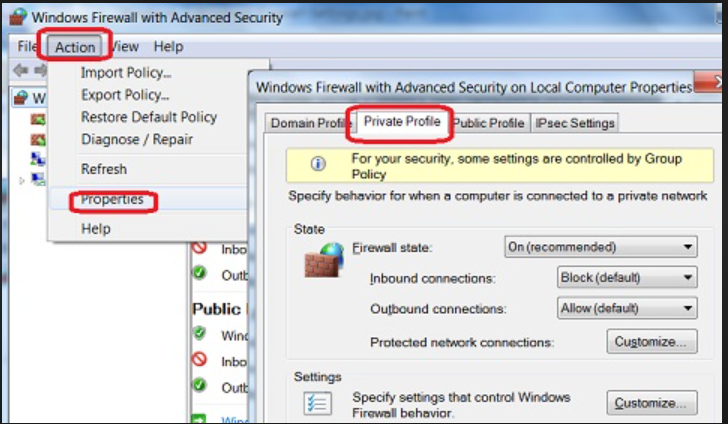 Windows Firewall with Advanced Security
File Action View Help
Import Policy...
Export Policy...
Restore Default Policy
Diagnose / Repair
Refresh
Properties
Help
W
Inbo
Outb
Public
Wind
Inbo
Outb
Wind
Windows Firewall with Advanced Security on Local Computer Properties
Domain Profile Private Profile Public Profile IPsec Settings
For your security, some settings are controlled by Group
Policy
Specify behavior for when a computer is connected to a private network
State
Firewall state: On (recommended)
Inbound connections: Block (default)
Outbound connections: Allow (default)
Protected network connections: Customize...
Settings
Specify settings that control Windows
Firewall behavior. Customize...